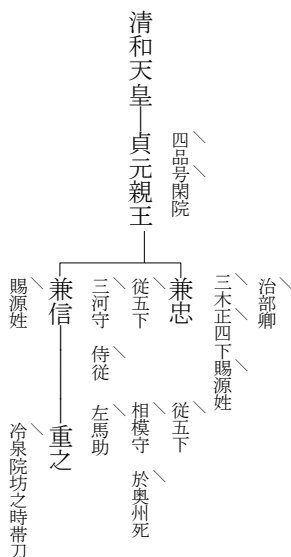 清和天皇
四品号閑院
貞元親王
治部卿
三木正四下賜源姓
兼忠
従五下
三河守　侍従
兼信
賜源姓
従五下
相模守　於奥州死
左馬助
重之
冷泉院坊之時帯刀